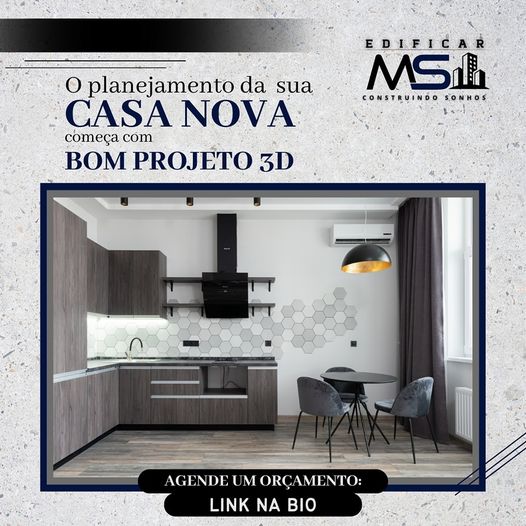 EDIFICAR
MS
CONSTRUINDO SONHOS
O planejamento da sua
CASA NOVA
começa com
BOM PROJETO 3D
AGENDE UM ORÇAMENTO:
LINK NA BIO